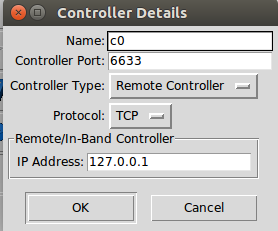 Controller Details
Name: c0
Controller Port: 6633
Controller Type: Remote Controller
Protocol: TCP
Remote/In-Band Controller
IP Address: 127.0.0.1
OK Cancel